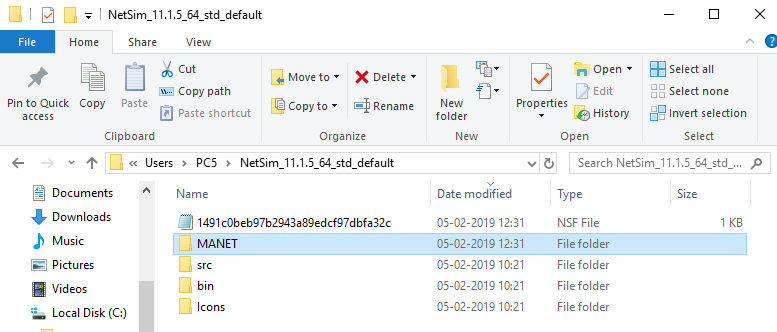 NetSim_11.1.5_64_std_default
File Home Share View
Pin to Quick access
Copy
Paste
Cut
Copy path
Paste shortcut
Clipboard
Move to
Copy to
Delete
Rename
Organize
New folder
New
Properties
Open
Edit
History
Open
Select all
Select none
Invert selection
Select
« Users > PC5 > NetSim_11.1.5_64_std_default
Search NetSim_11.1.5_64_std_...
Documents
Downloads
Music
Pictures
Videos
Local Disk (C:)
Name Date modified Type Size
1491c0beb97b2943a89edcf97dbfa32c 05-02-2019 12:31 NSF File 1 KB
MANET 05-02-2019 12:31 File folder
src 05-02-2019 10:21 File folder
bin 05-02-2019 10:21 File folder
Icons 05-02-2019 10:21 File folder